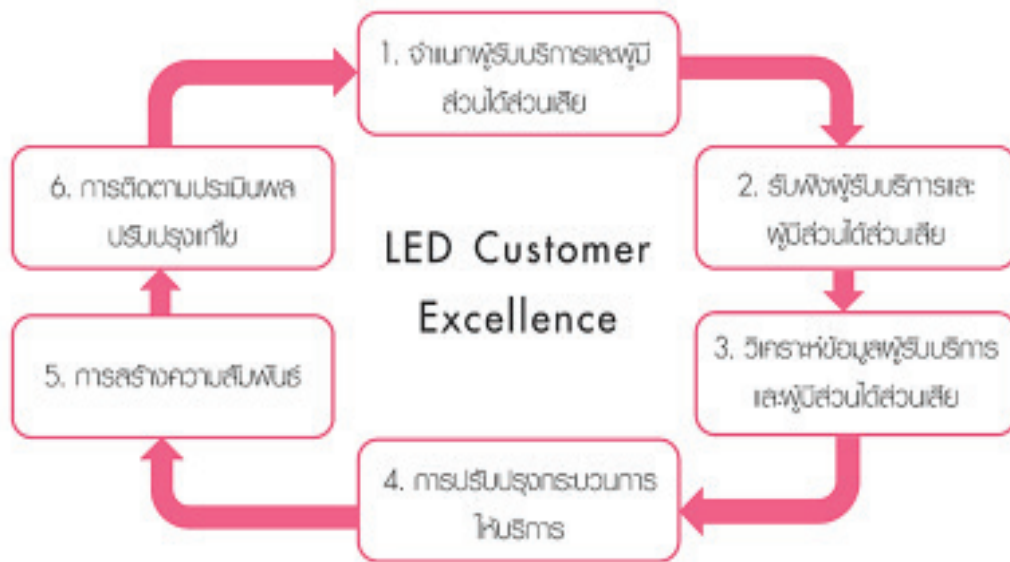 1. จำแนกผู้รับบริการและผู้มี
ส่วนได้ส่วนเสีย
2. รับฟังผู้รับบริการและ
ผู้มีส่วนได้ส่วนเสีย
3. วิเคราะห์ข้อมูลผู้รับบริการ
และผู้มีส่วนได้ส่วนเสีย
4. การปรับปรุงกระบวนการ
ให้บริการ
5. การสร้างความสัมพันธ์
6. การติดตามประเมินผล
ปรับปรุงแก้ไข
LED Customer
Excellence